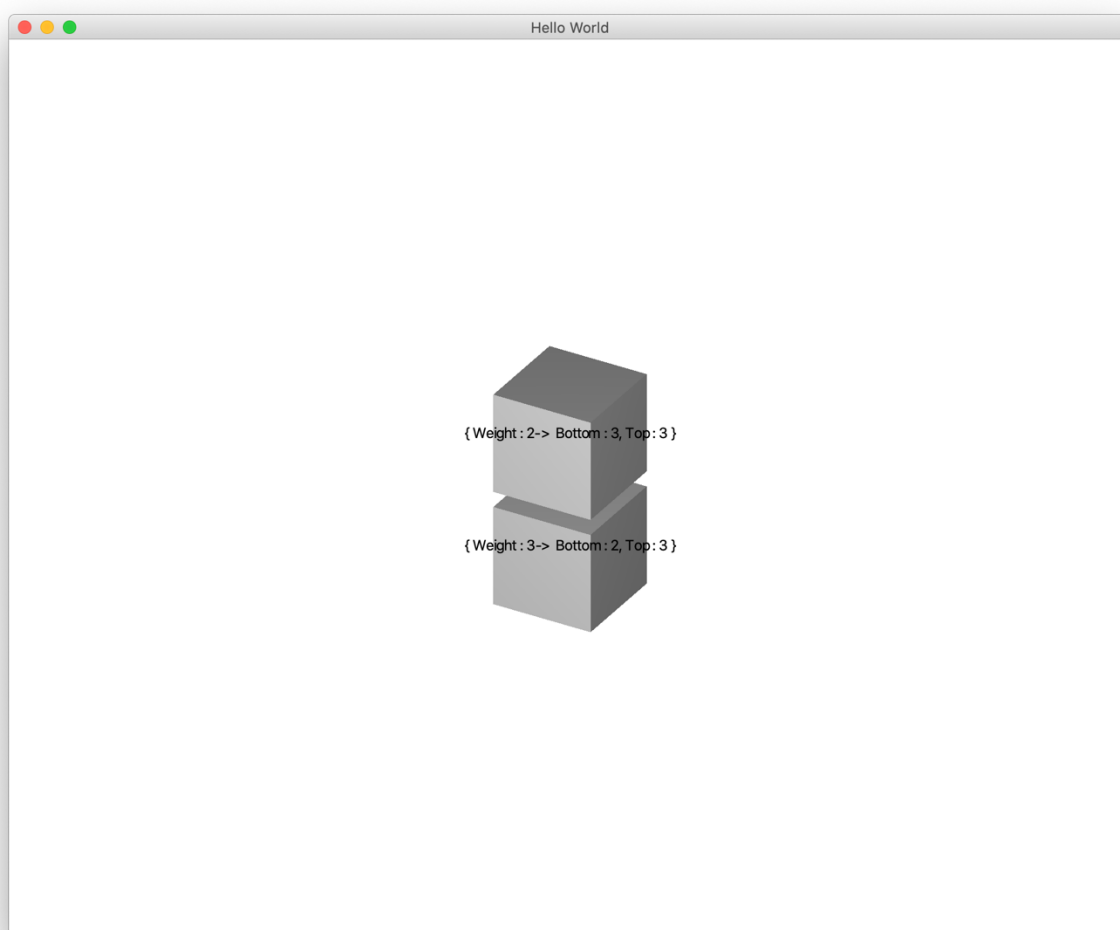 Hello World
{ Weight : 2-> Bottom : 3, Top : 3 }
{ Weight : 3-> Bottom : 2, Top : 3 }